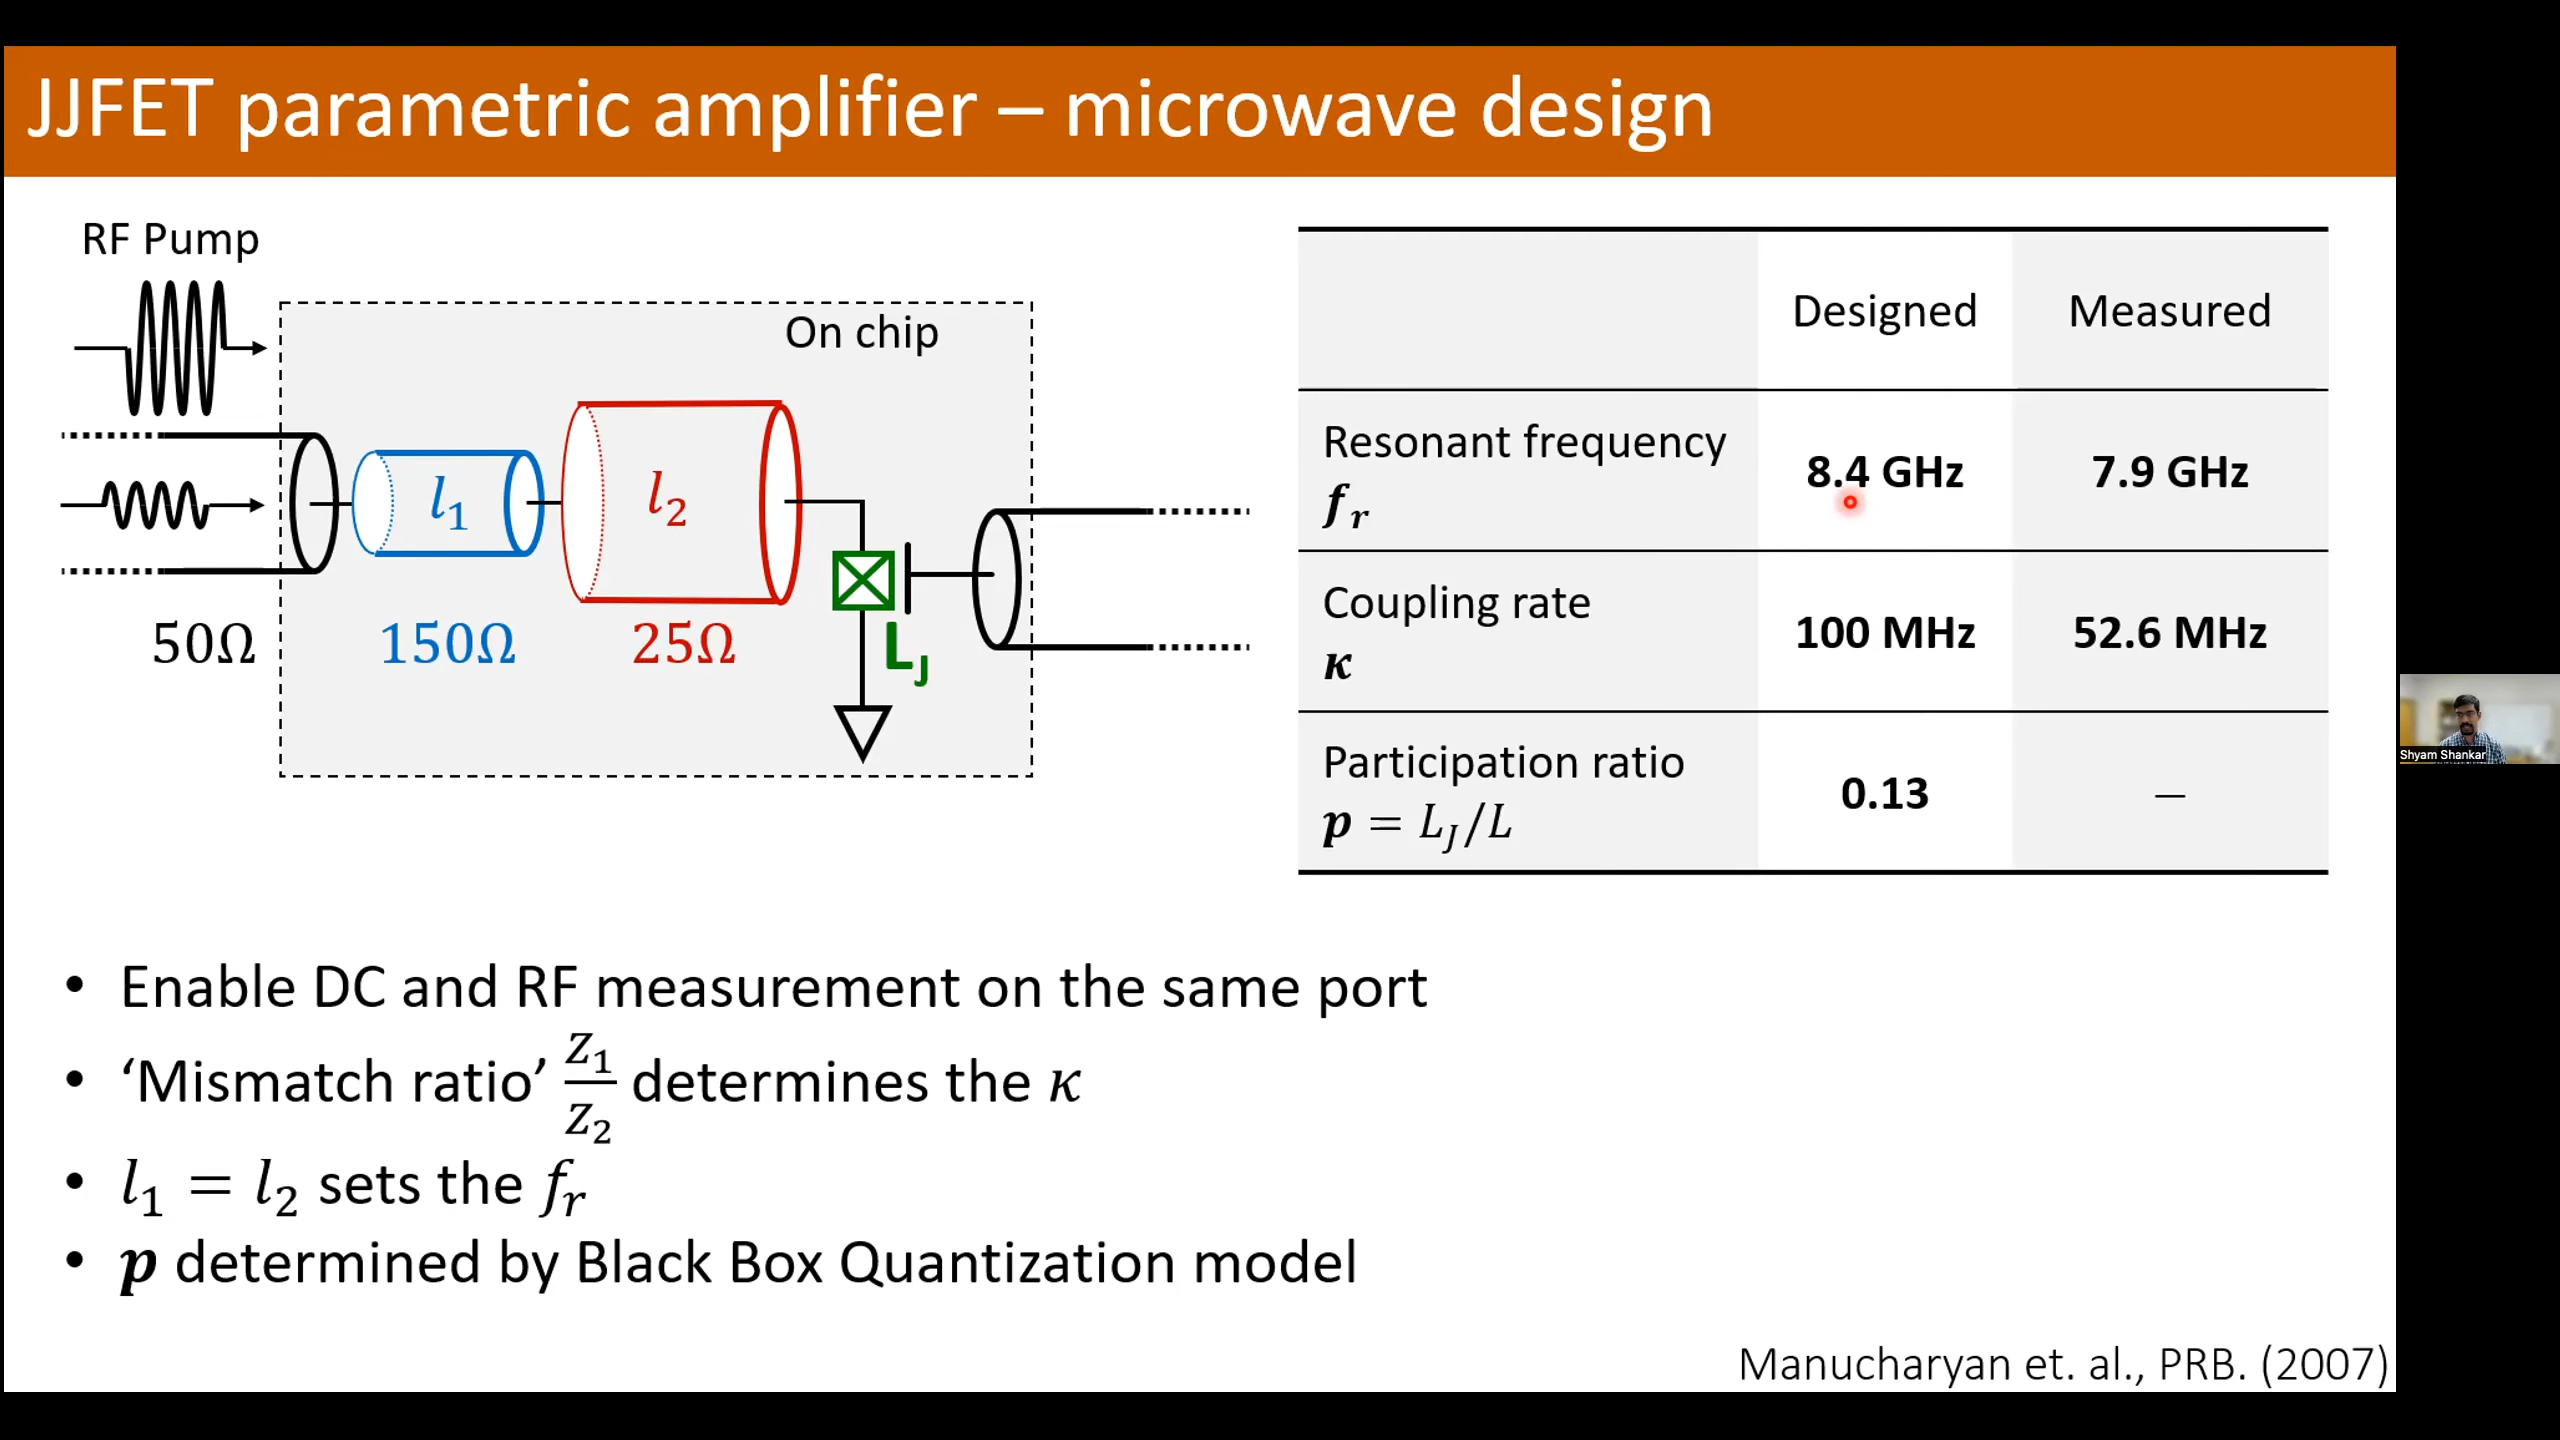 JJFET parametric amplifier – microwave design
RF Pump
On chip
l₁
l₂
50Ω
150Ω
25Ω
L_J
Designed
Measured
Resonant frequency
f_r
8.4 GHz
7.9 GHz
Coupling rate
κ
100 MHz
52.6 MHz
Participation ratio
p = L_J/L
0.13
–
• Enable DC and RF measurement on the same port
• ‘Mismatch ratio’ Z₁/Z₂ determines the κ
• l₁ = l₂ sets the f_r
• p determined by Black Box Quantization model
Manucharyan et. al., PRB. (2007)
Shyam Shankar